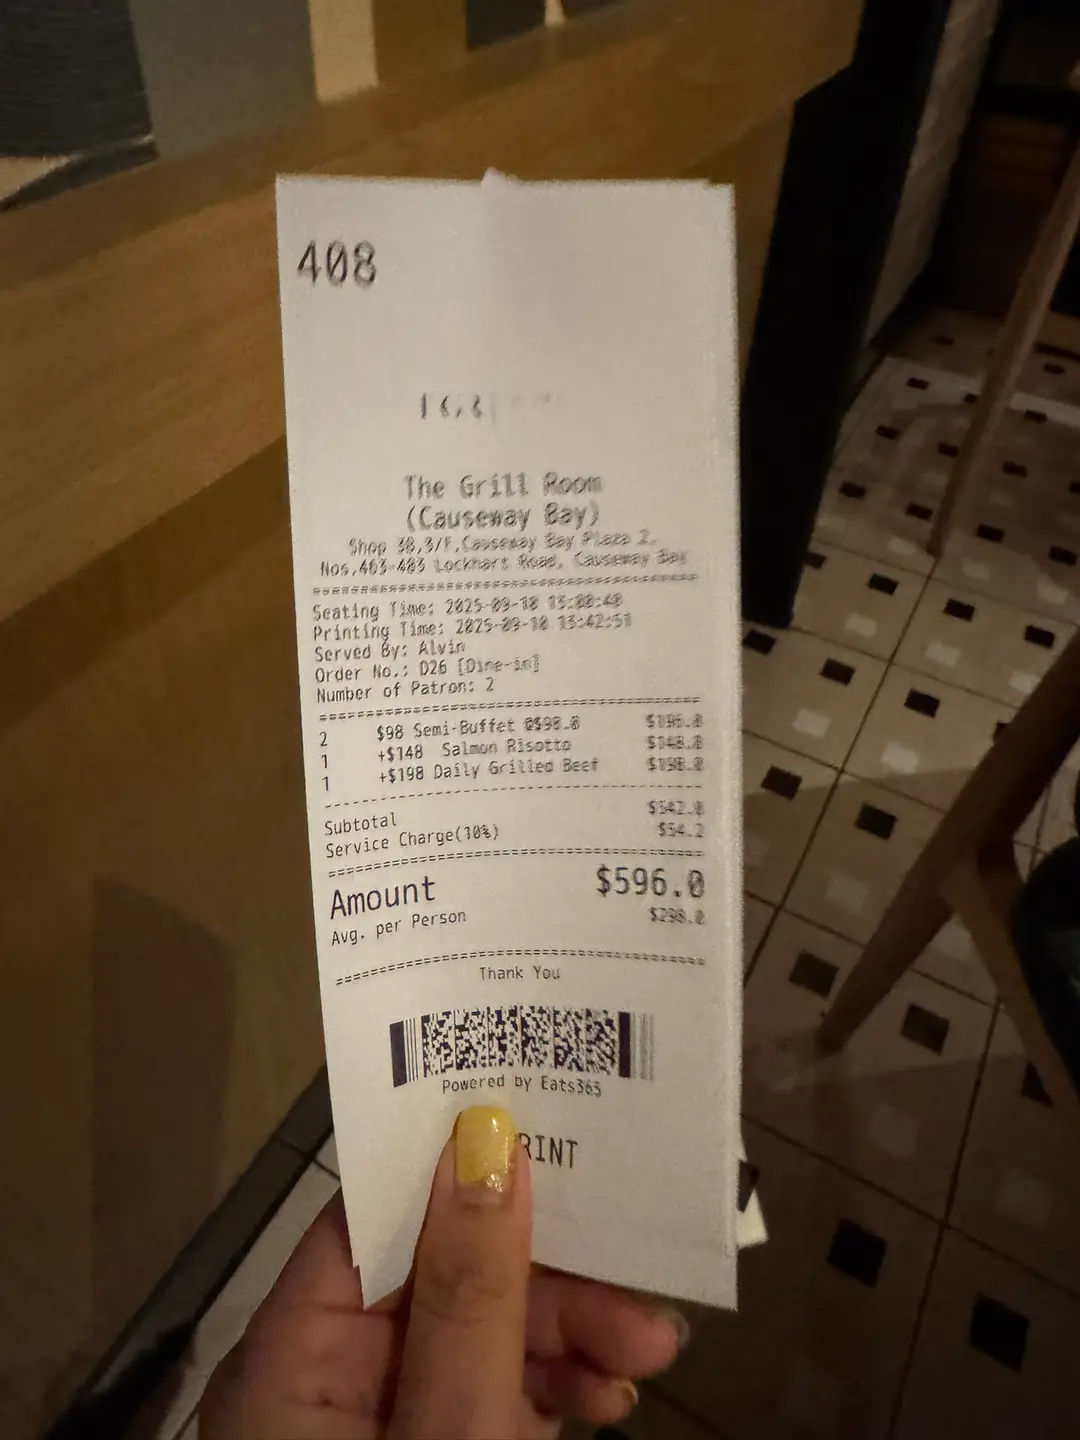 408
The Grill Room
(Causeway Bay)
Shop 3B,3/F,Causeway Bay Plaza 2,
Nos.463-483 Lockhart Road, Causeway Bay
Seating Time: 2025-09-10
Printing Time: 2025-09-10 13:42:51
Served By: Alvin
Order No.: D26 [Dine-in]
Number of Patron: 2
2 $98 Semi-Buffet @$98.0 $196.0
1 +$148 Salmon Risotto $148.0
1 +$198 Daily Grilled Beef $198.0
Subtotal $542.0
Service Charge(10%) $54.2
Amount $596.0
Avg. per Person $298.0
Thank You
Powered by Eats365
RINT